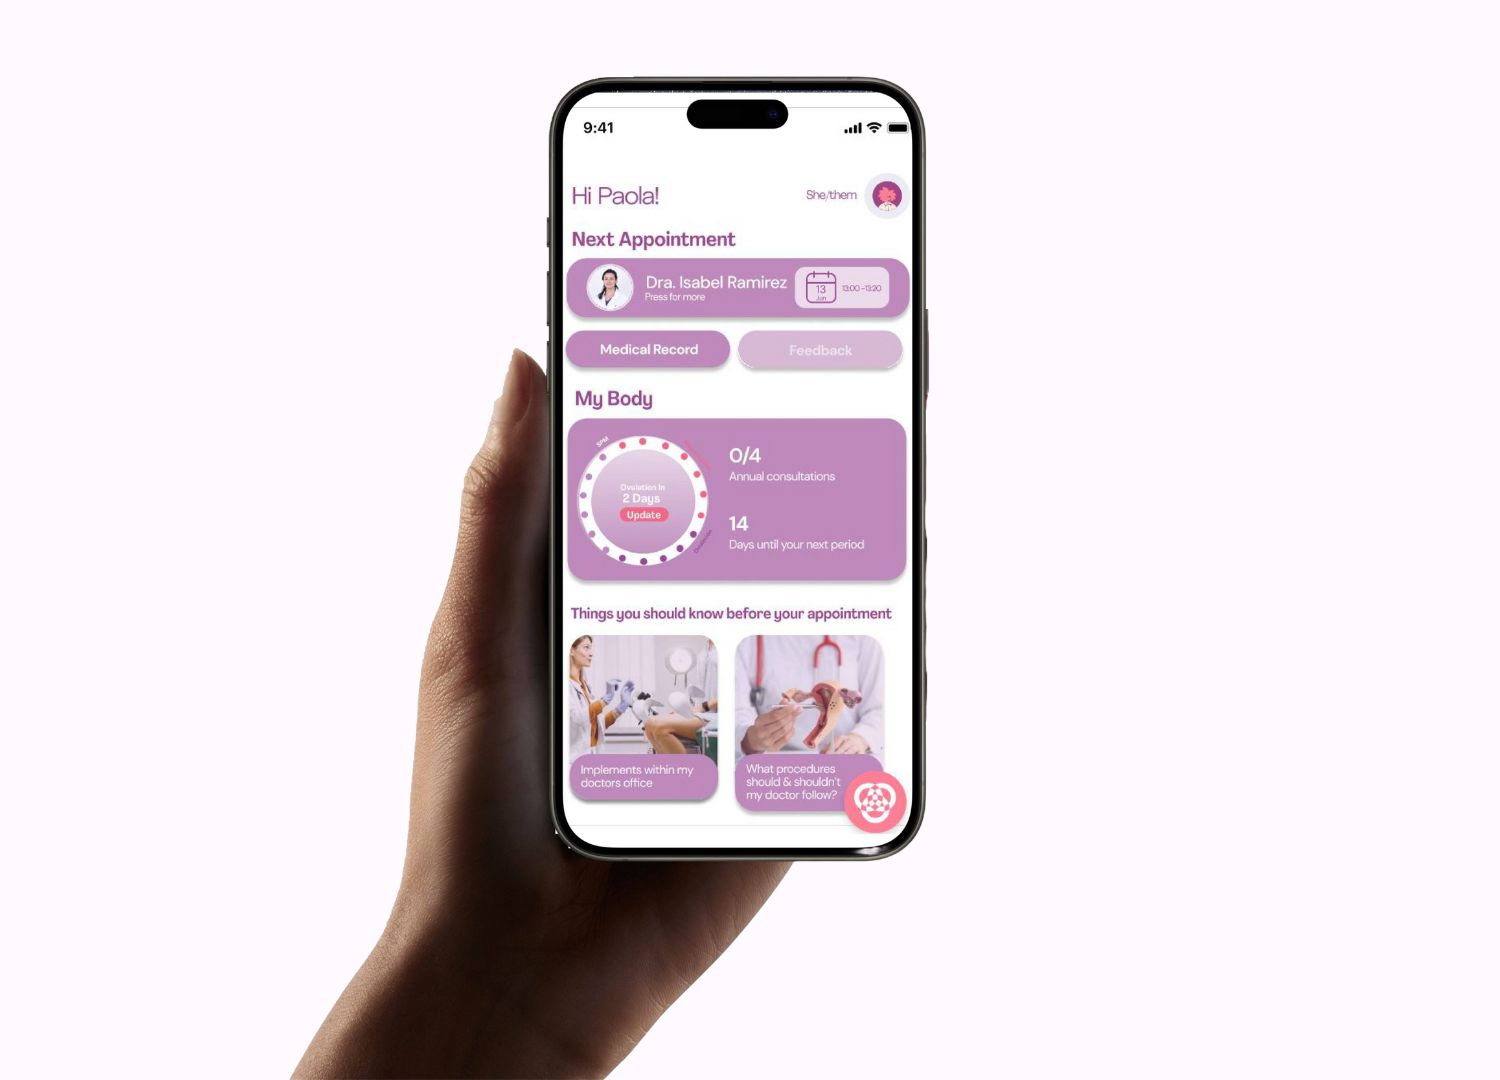 9:41
Hi Paola!
She/them
Next Appointment
Dra. Isabel Ramirez
Press for more
13
Jun
13:00 -13:20
Medical Record
Feedback
My Body
SPM
Ovulation In
2 Days
Update
0/4
Annual consultations
14
Days until your next period
Things you should know before your appointment
Implements within my
doctors office
What procedures
should & shouldn't
my doctor follow?